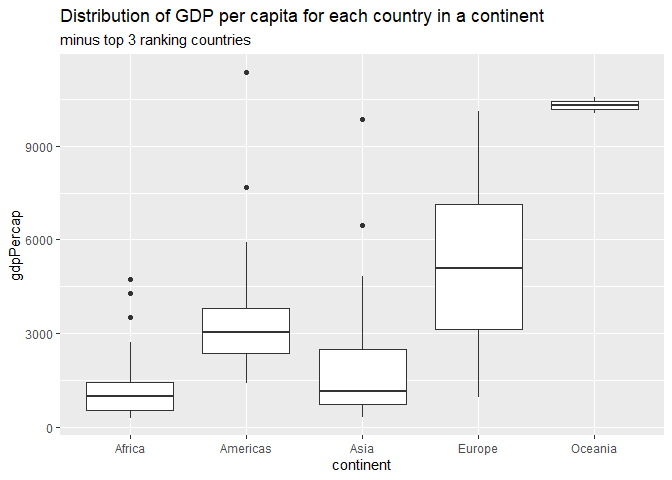 Distribution of GDP per capita for each country in a continent
minus top 3 ranking countries
gdpPercap
9000
6000
3000
0
Africa Americas Asia Europe Oceania
continent